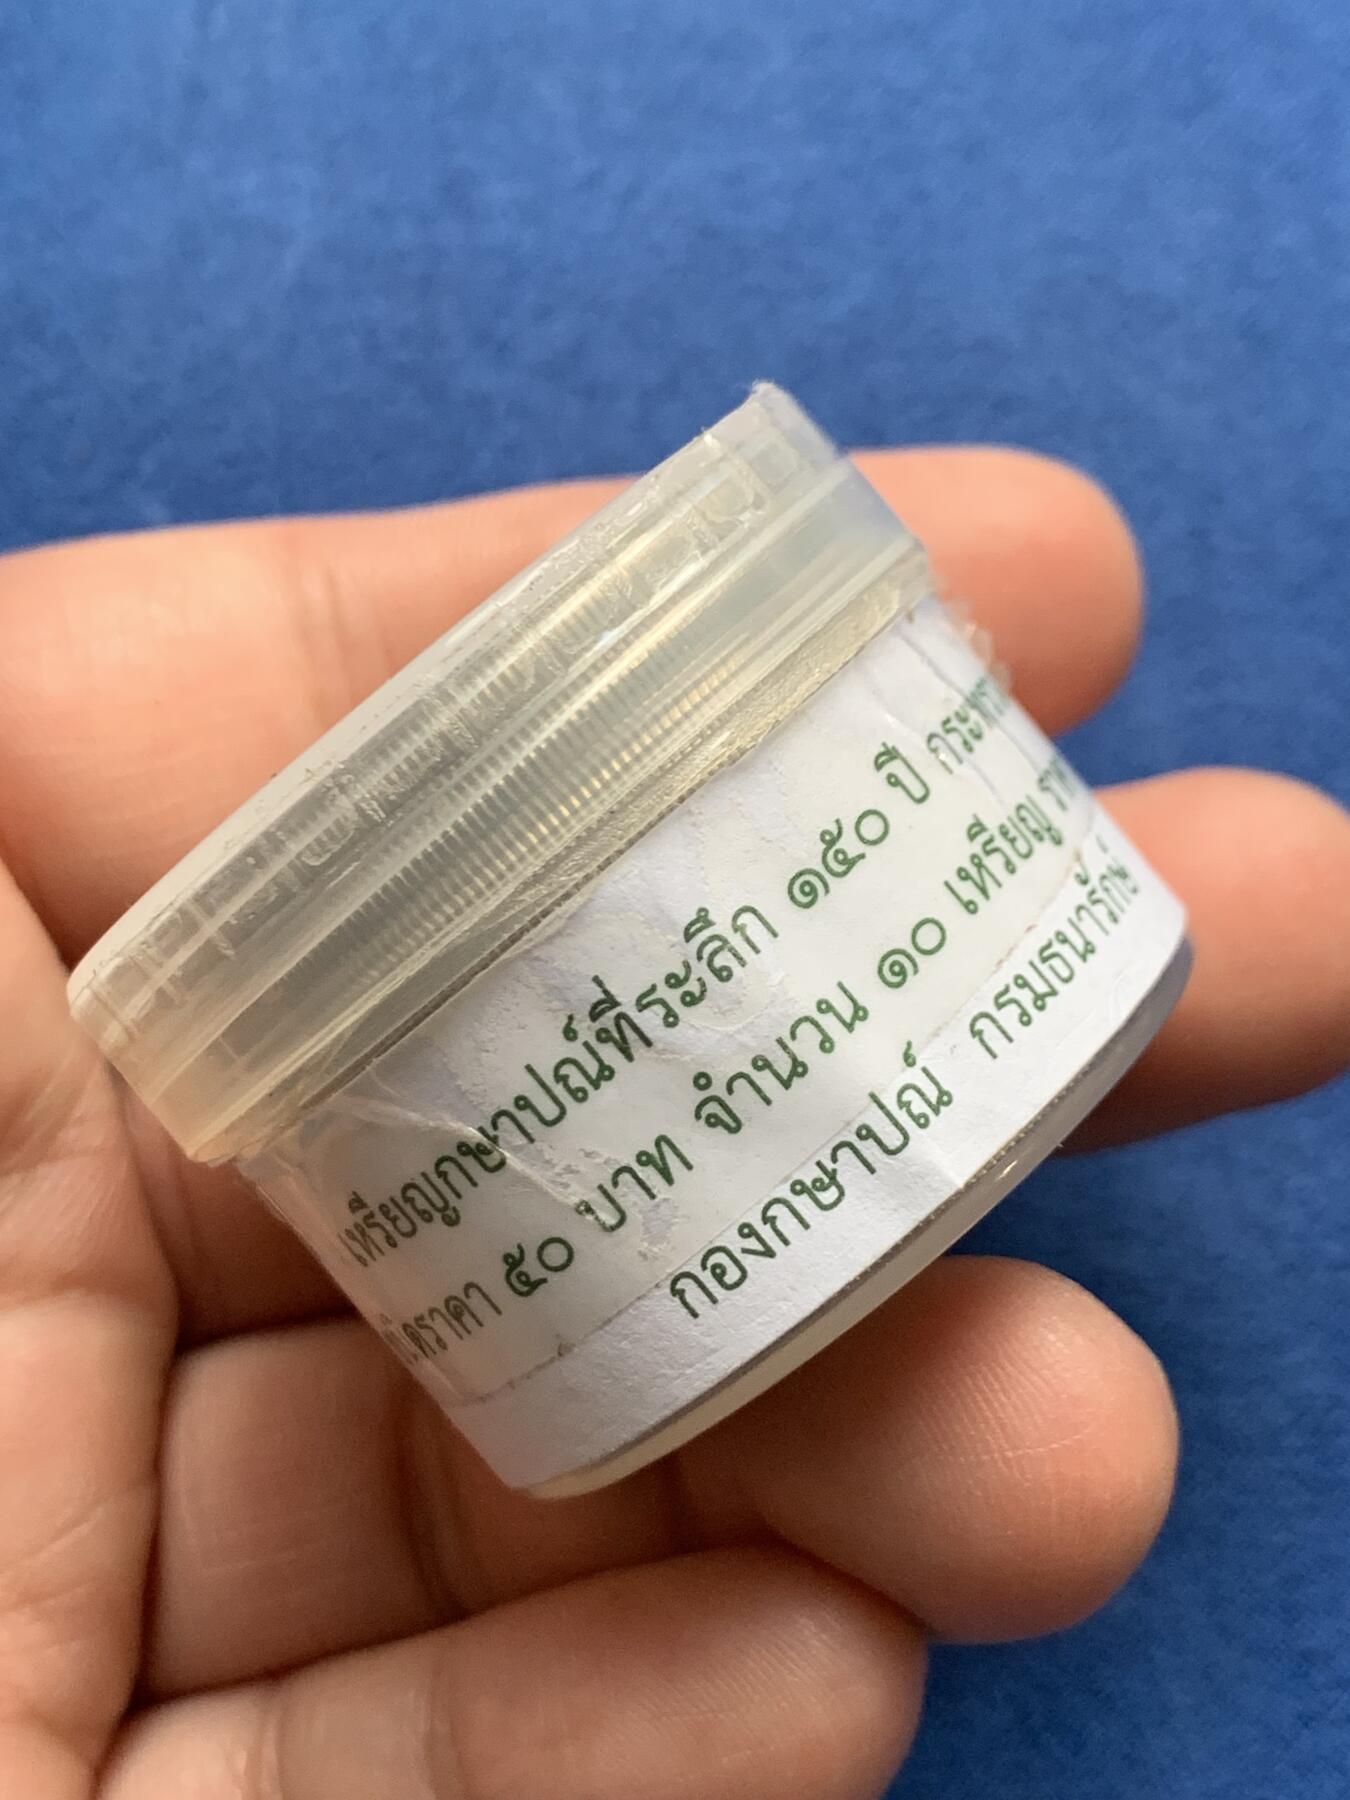 เหรียญกษาปณ์ที่ระลึก ๑๕๐ ปี
ราคา ๕๐ บาท จำนวน ๑๐ เหรียญ
กองกษาปณ์ กรมธนารักษ์